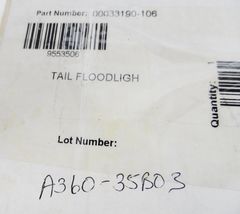 Part Number: 00033190-106
9553506
TAIL FLOODLIGH
Quantity:
Lot Number:
A360-35B03